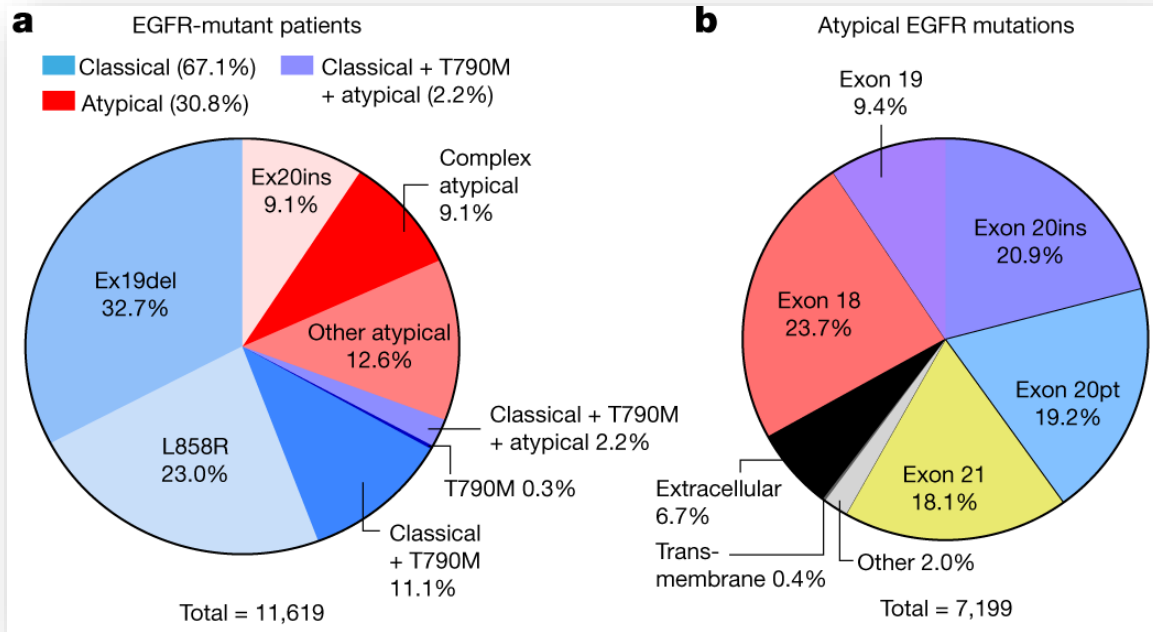 a
EGFR-mutant patients
Classical (67.1%)
Atypical (30.8%)
Classical + T790M
+ atypical (2.2%)
Ex20ins
9.1%
Complex
atypical
9.1%
Other atypical
12.6%
Classical + T790M
+ atypical 2.2%
T790M 0.3%
Classical
+ T790M
11.1%
L858R
23.0%
Ex19del
32.7%
Total = 11,619
b
Atypical EGFR mutations
Exon 19
9.4%
Exon 20ins
20.9%
Exon 20pt
19.2%
Exon 21
18.1%
Other 2.0%
Trans-
membrane 0.4%
Extracellular
6.7%
Exon 18
23.7%
Total = 7,199